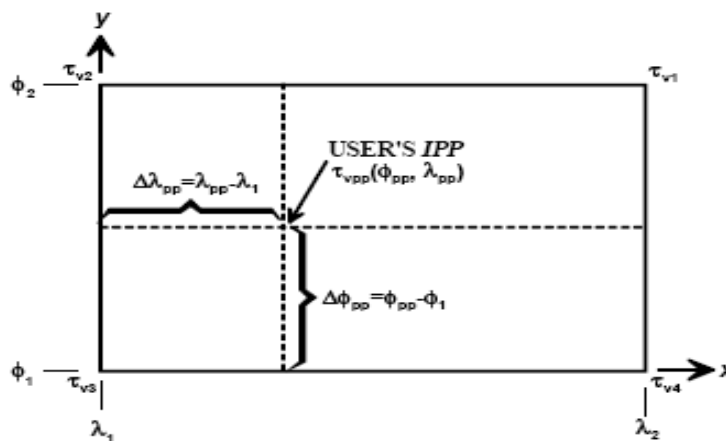 y
τv2
τv1
ϕ2
USER'S IPP
τvpp(ϕpp, λpp)
Δλpp=λpp-λ1
Δϕpp=ϕpp-ϕ1
ϕ1
τv3
τv4
x
λ1
λ2